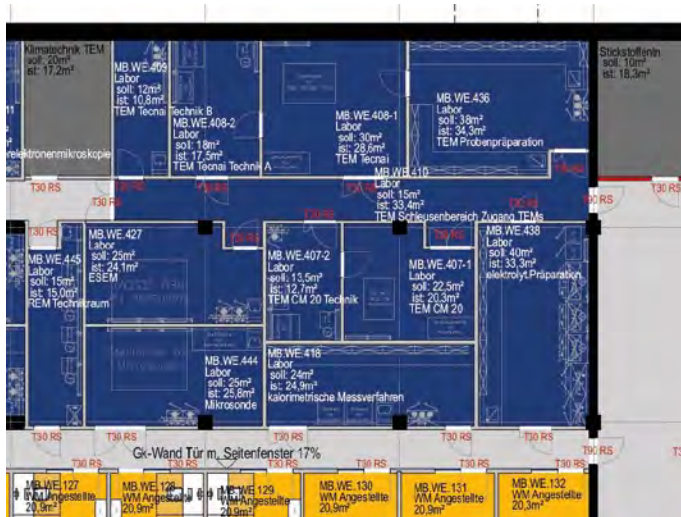 Klimatechnik TEM
soll: 20m²
ist: 17,2m²
MB.WE.409
Labor
soll: 12m²
ist: 10,8m²
TEM Tecnai Technik B
MB.WE.408-2
Labor
soll: 18m²
ist: 17,5m²
TEM Tecnai Technik A
MB.WE.408-1
Labor
soll: 30m²
ist: 28,6m²
TEM Tecnai
MB.WE.436
Labor
soll: 38m²
ist: 34,3m²
TEM Probenpräparation
soll: 10m²
ist: 18,3m²
MB.WE.410
Labor
soll: 15m²
ist: 33,4m²
TEM Schleusenbereich Zugang TEMs
T30 RS
T30 RS
T30 RS
T30 RS
T30 RS
T90 RS
T30 RS
MB.WE.445
Labor
soll: 15m²
ist: 15,0m²
REM Technikraum
MB.WE.427
Labor
soll: 25m²
ist: 24,1m²
ESEM
MB.WE.407-2
Labor
soll: 13,5m²
ist: 12,7m²
TEM CM 20 Technik
MB.WE.407-1
Labor
soll: 22,5m²
ist: 20,3m²
TEM CM 20
MB.WE.438
Labor
soll: 40m²
ist: 33,3m²
elektrolyt.Präparation
MB.WE.444
Labor
soll: 25m²
ist: 25,8m²
Mikrosonde
MB.WE.418
Labor
soll: 24m²
ist: 24,9m²
kalorimetrische Messverfahren
T30 RS
T30 RS
T30 RS
T30 RS
T30 RS
T90 RS
Gk-Wand Tür m. Seitenfenster 17%
T30 RS
T30 RS
T30 RS
T30 RS
T30 RS
MB.WE.127
WM Angestellte
20,9m²
MB.WE.128
WM Angestellte
20,9m²
MB.WE.129
WM Angestellte
20,9m²
MB.WE.130
WM Angestellte
20,9m²
MB.WE.131
WM Angestellte
20,9m²
MB.WE.132
WM Angestellte
20,3m²